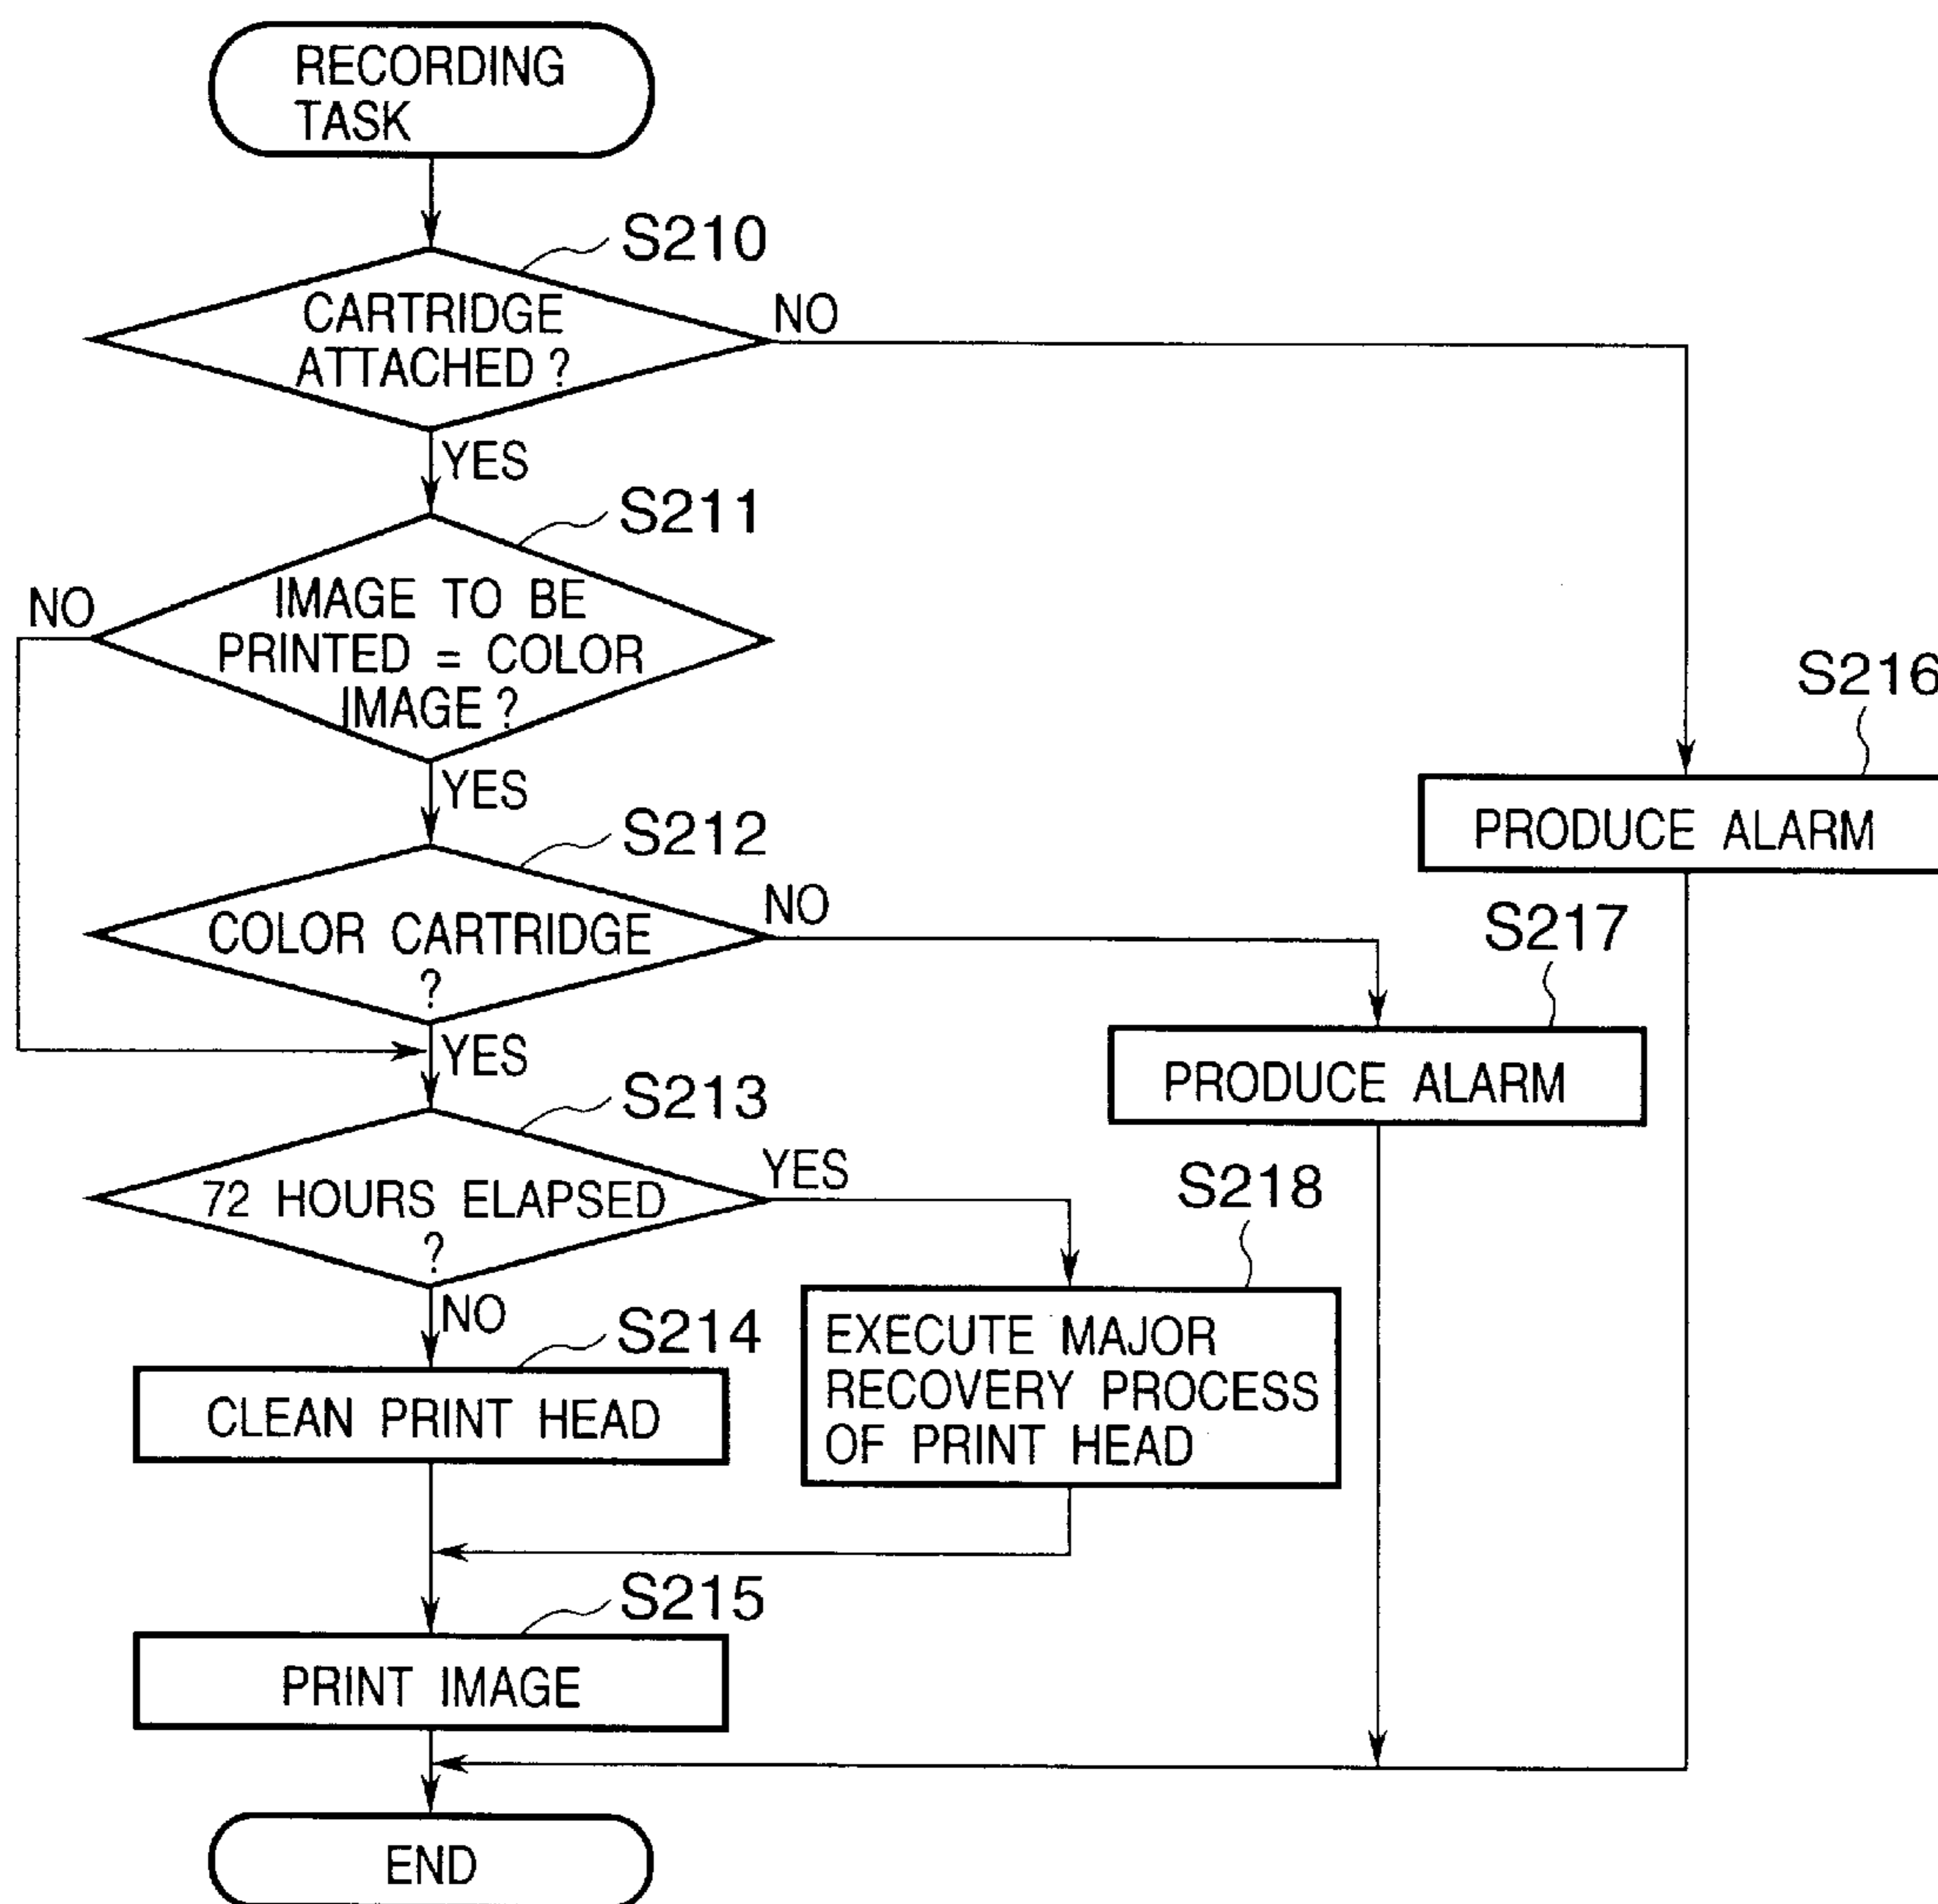 RECORDING
TASK
S210
CARTRIDGE
ATTACHED ?
NO
YES
S211
NO
IMAGE TO BE
PRINTED = COLOR
IMAGE ?
YES
S216
PRODUCE ALARM
S212
COLOR CARTRIDGE
?
NO
YES
S217
PRODUCE ALARM
S213
72 HOURS ELAPSED
?
YES
NO
S218
EXECUTE MAJOR
RECOVERY PROCESS
OF PRINT HEAD
S214
CLEAN PRINT HEAD
S215
PRINT IMAGE
END